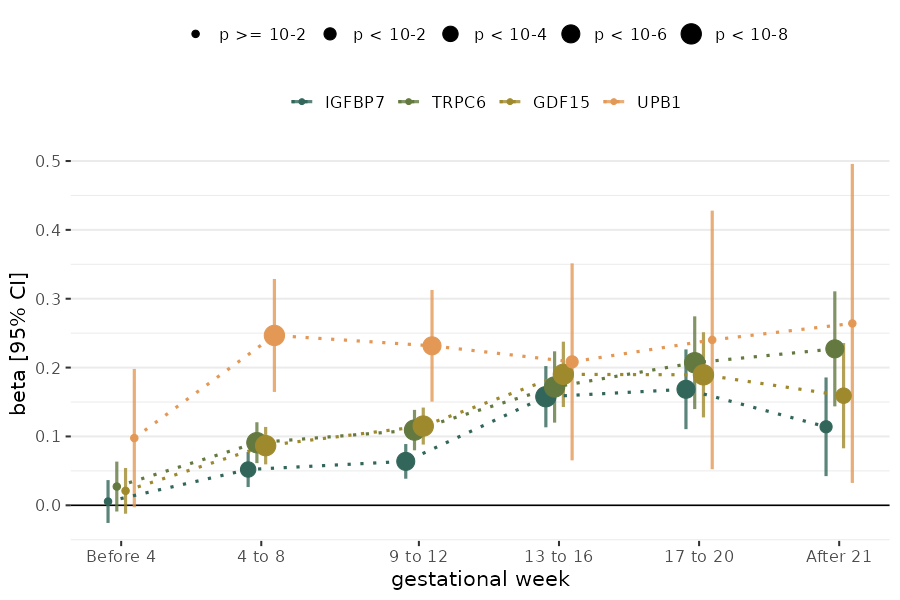 p >= 10-2 p < 10-2 p < 10-4 p < 10-6 p < 10-8
IGFBP7 TRPC6 GDF15 UPB1
beta [95% CI]
0.5
0.4
0.3
0.2
0.1
0.0
Before 4 4 to 8 9 to 12 13 to 16 17 to 20 After 21
gestational week